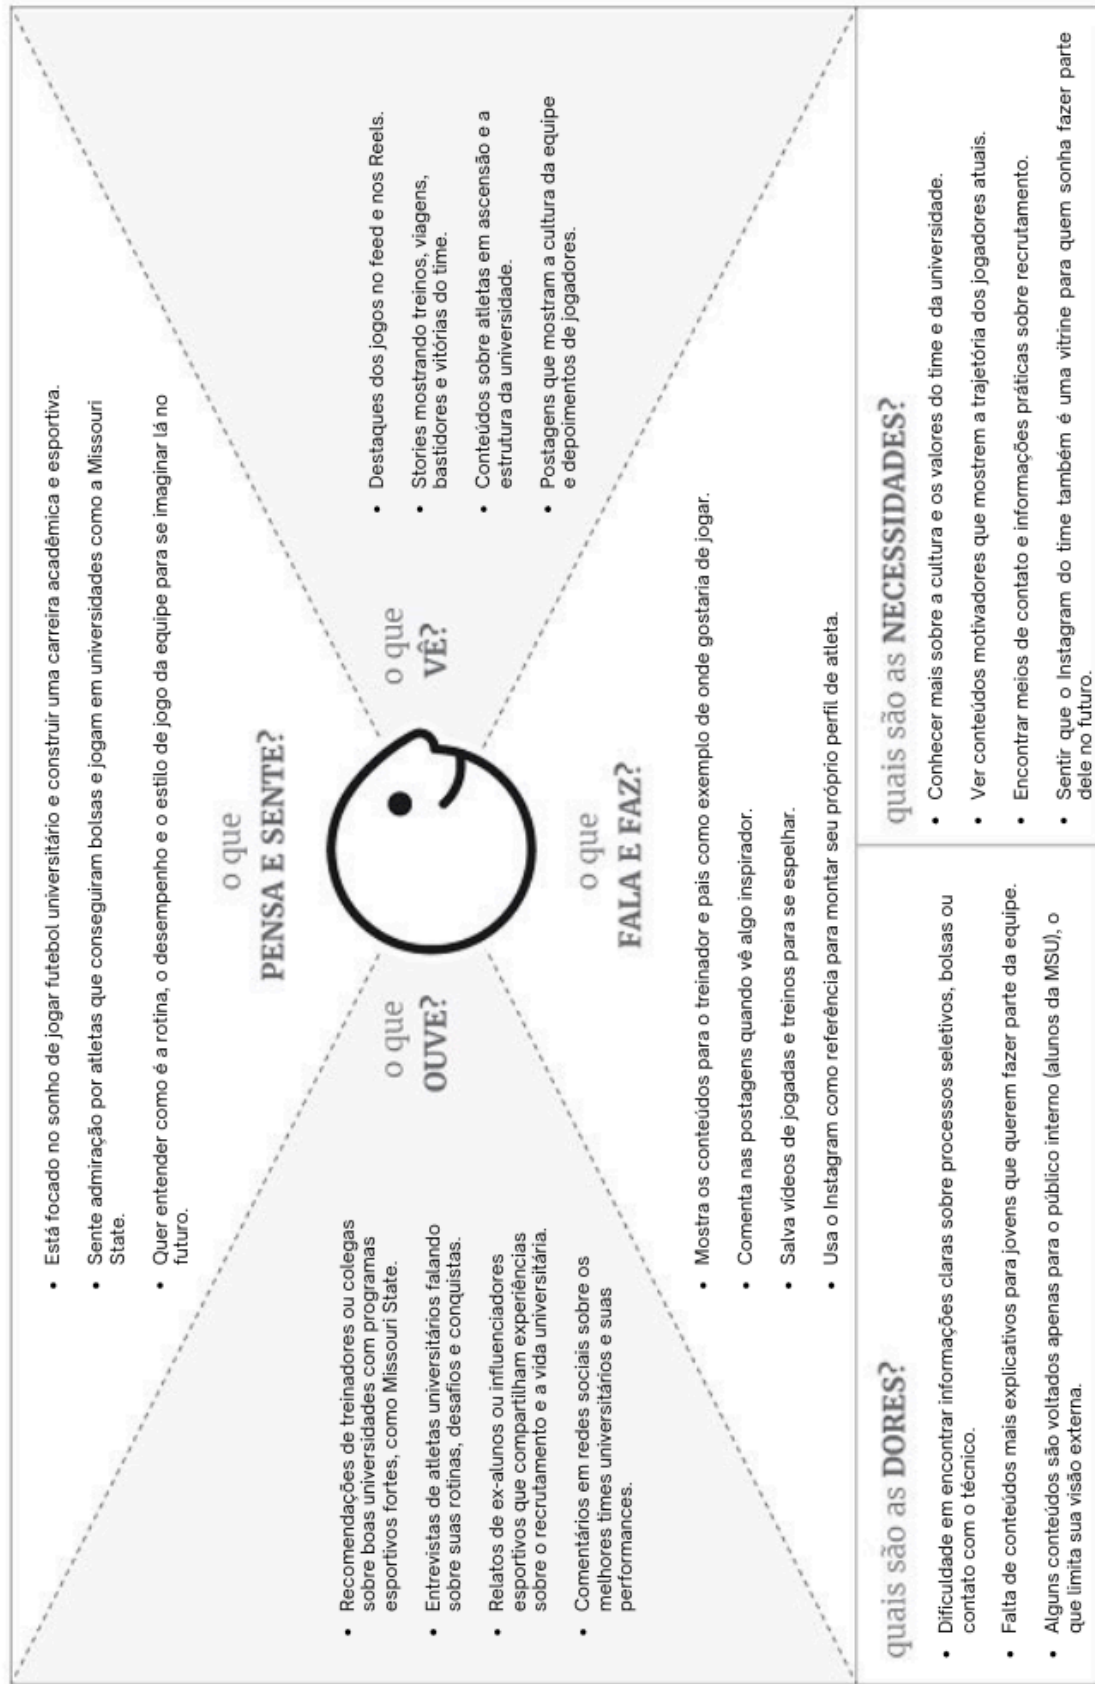 • Está focado no sonho de jogar futebol universitário e construir uma carreira acadêmica e esportiva.
• Sente admiração por atletas que conseguiram bolsas e jogam em universidades como a Missouri
State.
• Quer entender como é a rotina, o desempenho e o estilo de jogo da equipe para se imaginar lá no
futuro.
o que
PENSA E SENTE?
• Recomendações de treinadores ou colegas
sobre boas universidades com programas
esportivos fortes, como Missouri State.
• Entrevistas de atletas universitários falando
sobre suas rotinas, desafios e conquistas.
• Relatos de ex-alunos ou influenciadores
esportivos que compartilham experiências
sobre o recrutamento e a vida universitária.
• Comentários em redes sociais sobre os
melhores times universitários e suas
performances.
o que
OUVE?
o que
VÊ?
• Destaques dos jogos no feed e nos Reels.
• Stories mostrando treinos, viagens,
bastidores e vitórias do time.
• Conteúdos sobre atletas em ascensão e a
estrutura da universidade.
• Postagens que mostram a cultura da equipe
e depoimentos de jogadores.
o que
FALA E FAZ?
• Mostra os conteúdos para o treinador e pais como exemplo de onde gostaria de jogar.
• Comenta nas postagens quando vê algo inspirador.
• Salva vídeos de jogadas e treinos para se espelhar.
• Usa o Instagram como referência para montar seu próprio perfil de atleta.
quais são as DORES?
• Dificuldade em encontrar informações claras sobre processos seletivos, bolsas ou
contato com o técnico.
• Falta de conteúdos mais explicativos para jovens que querem fazer parte da equipe.
• Alguns conteúdos são voltados apenas para o público interno (alunos da MSU), o
que limita sua visão externa.
quais são as NECESSIDADES?
• Conhecer mais sobre a cultura e os valores do time e da universidade.
• Ver conteúdos motivadores que mostrem a trajetória dos jogadores atuais.
• Encontrar meios de contato e informações práticas sobre recrutamento.
• Sentir que o Instagram do time também é uma vitrine para quem sonha fazer parte
dele no futuro.